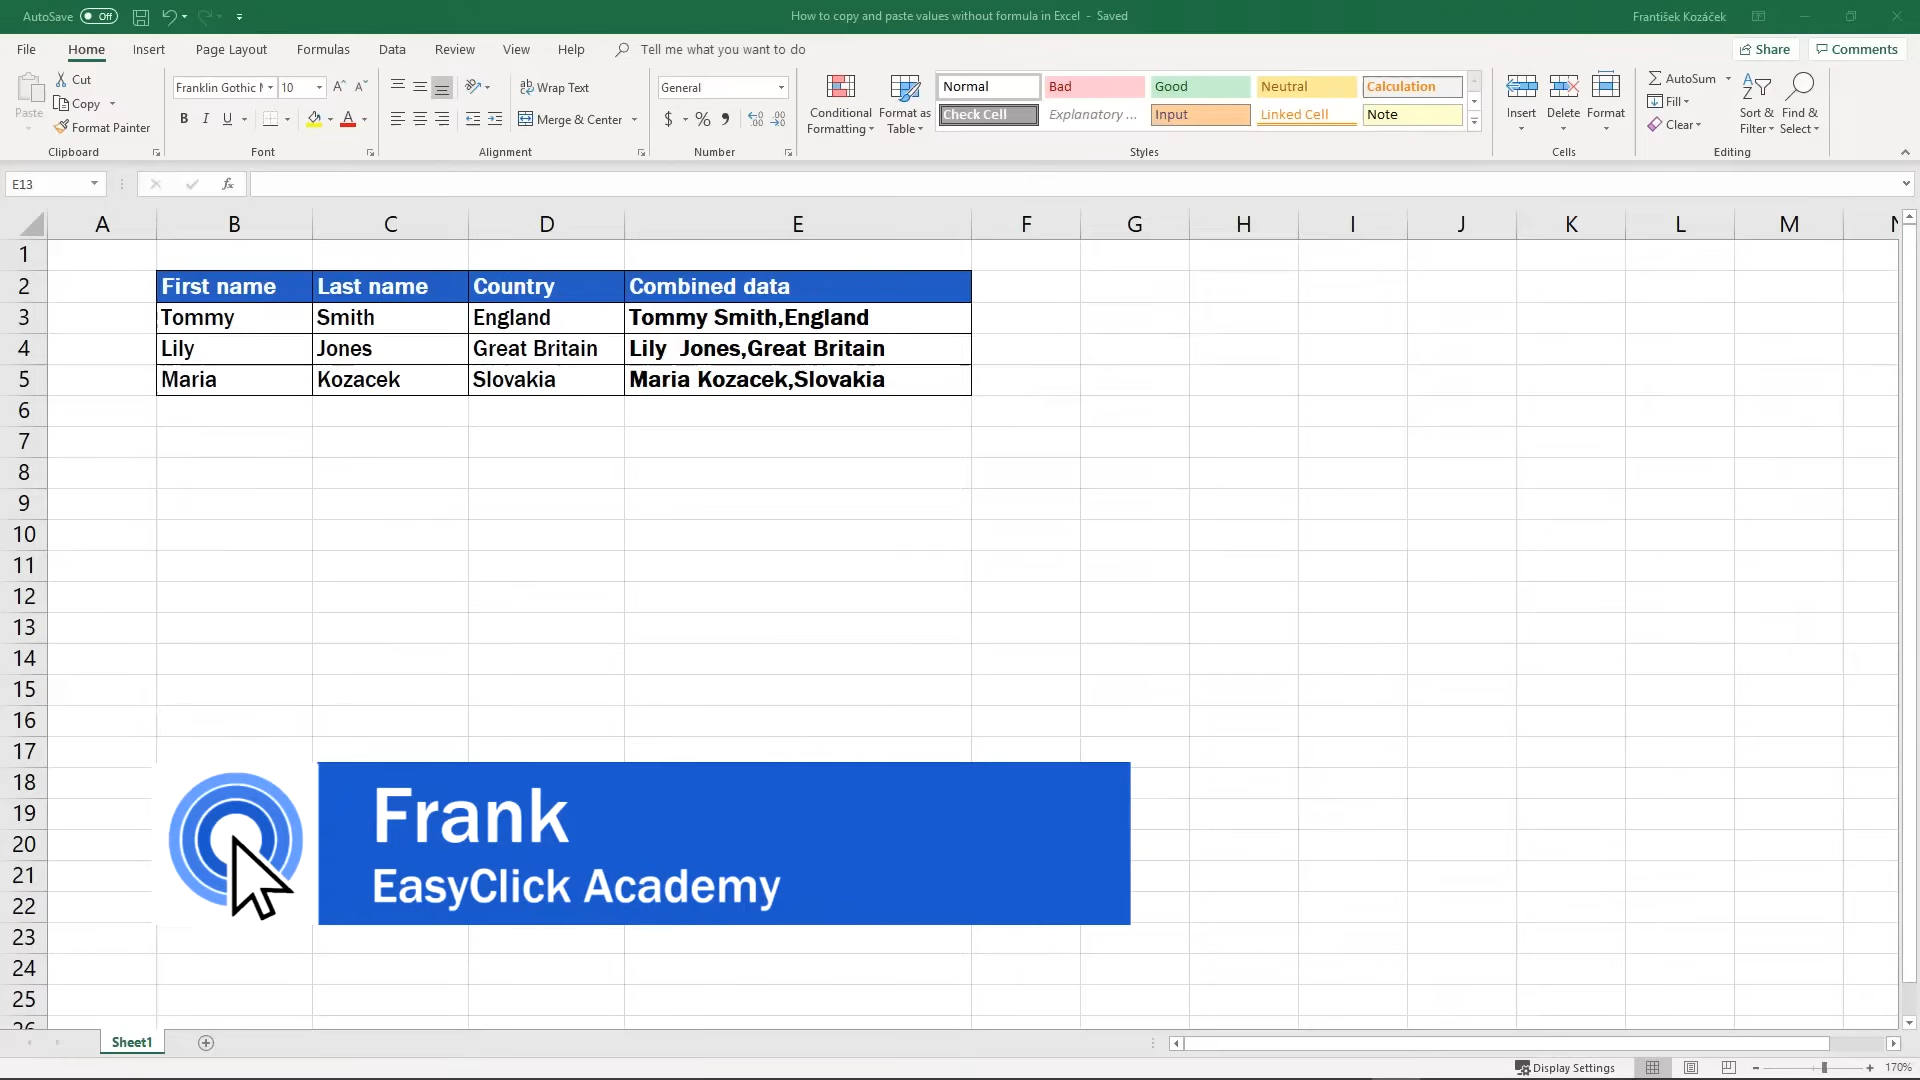 AutoSave Off How to copy and paste values without formula in Excel - Saved František Kozáček
File Home Insert Page Layout Formulas Data Review View Help Tell me what you want to do Share Comments
Paste
Cut
Copy
Format Painter
Clipboard
Franklin Gothic M 10
B I U
Font
Wrap Text
Merge & Center
Alignment
General
$ % ,
Number
Conditional Formatting
Format as Table
Normal Bad Good Neutral Calculation
Check Cell Explanatory ... Input Linked Cell Note
Styles
Insert Delete Format
Cells
AutoSum
Fill
Clear
Sort & Filter
Find & Select
Editing
E13 fx
A B C D E F G H I J K L M N
1
2 First name Last name Country Combined data
3 Tommy Smith England Tommy Smith,England
4 Lily Jones Great Britain Lily  Jones,Great Britain
5 Maria Kozacek Slovakia Maria Kozacek,Slovakia
6
7
8
9
10
11
12
13
14
15
16
17
18
19
20
21
22
23
24
25
26
Frank
EasyClick Academy
Sheet1
Display Settings 170%